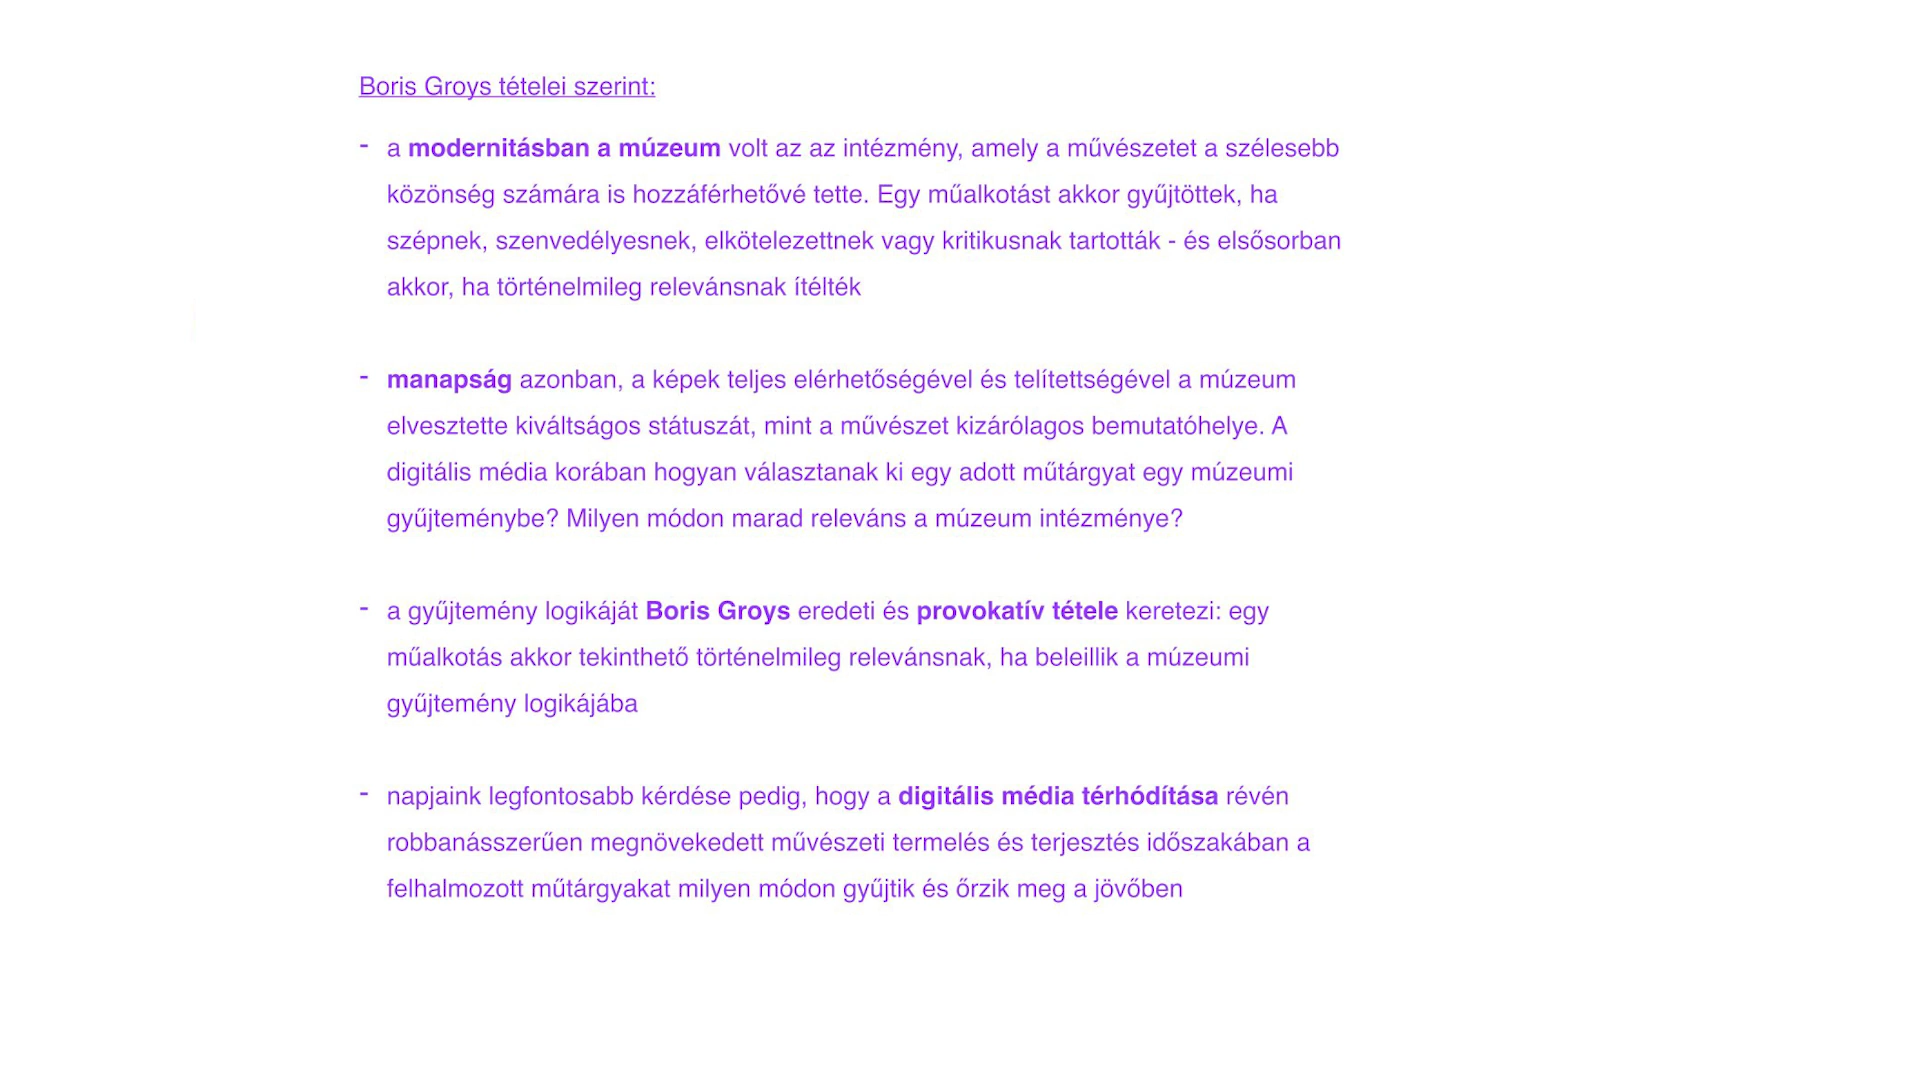 Boris Groys tételei szerint:
- a modernitásban a múzeum volt az az intézmény, amely a művészetet a szélesebb
közönség számára is hozzáférhetővé tette. Egy műalkotást akkor gyűjtöttek, ha
szépnek, szenvedélyesnek, elkötelezettnek vagy kritikusnak tartották - és elsősorban
akkor, ha történelmileg relevánsnak ítélték
- manapság azonban, a képek teljes elérhetőségével és telítettségével a múzeum
elvesztette kiváltságos státuszát, mint a művészet kizárólagos bemutatóhelye. A
digitális média korában hogyan választanak ki egy adott műtárgyat egy múzeumi
gyűjteménybe? Milyen módon marad releváns a múzeum intézménye?
- a gyűjtemény logikáját Boris Groys eredeti és provokatív tétele keretezi: egy
műalkotás akkor tekinthető történelmileg relevánsnak, ha beleillik a múzeumi
gyűjtemény logikájába
- napjaink legfontosabb kérdése pedig, hogy a digitális média térhódítása révén
robbanásszerűen megnövekedett művészeti termelés és terjesztés időszakában a
felhalmozott műtárgyakat milyen módon gyűjtik és őrzik meg a jövőben